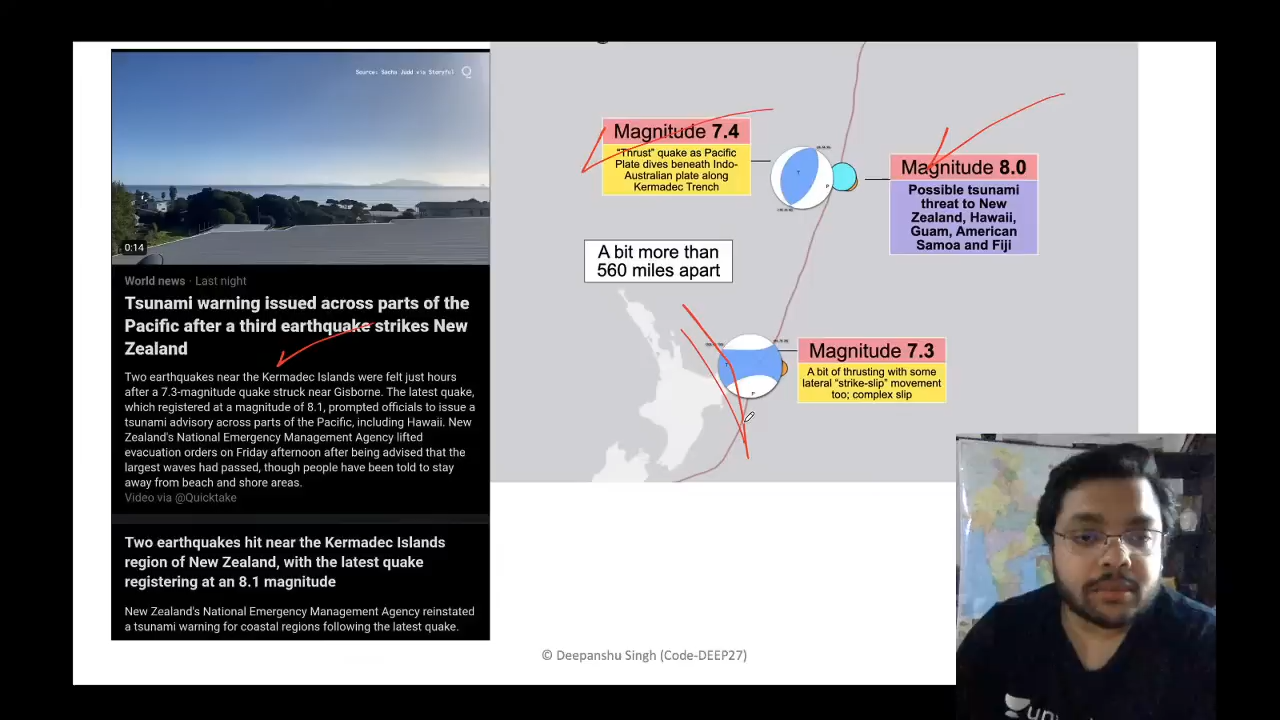 Source: Sacha Judd via Storyful
0:14
World news · Last night
Tsunami warning issued across parts of the
Pacific after a third earthquake strikes New
Zealand
Two earthquakes near the Kermadec Islands were felt just hours
after a 7.3-magnitude quake struck near Gisborne. The latest quake,
which registered at a magnitude of 8.1, prompted officials to issue a
tsunami advisory across parts of the Pacific, including Hawaii. New
Zealand's National Emergency Management Agency lifted
evacuation orders on Friday afternoon after being advised that the
largest waves had passed, though people have been told to stay
away from beach and shore areas.
Video via @Quicktake
Two earthquakes hit near the Kermadec Islands
region of New Zealand, with the latest quake
registering at an 8.1 magnitude
New Zealand's National Emergency Management Agency reinstated
a tsunami warning for coastal regions following the latest quake.
Magnitude 7.4
"Thrust" quake as Pacific
Plate dives beneath Indo-
Australian plate along
Kermadec Trench
Magnitude 8.0
Possible tsunami
threat to New
Zealand, Hawaii,
Guam, American
Samoa and Fiji
A bit more than
560 miles apart
T
P
Magnitude 7.3
A bit of thrusting with some
lateral "strike-slip" movement
too; complex slip
T
P
© Deepanshu Singh (Code-DEEP27)